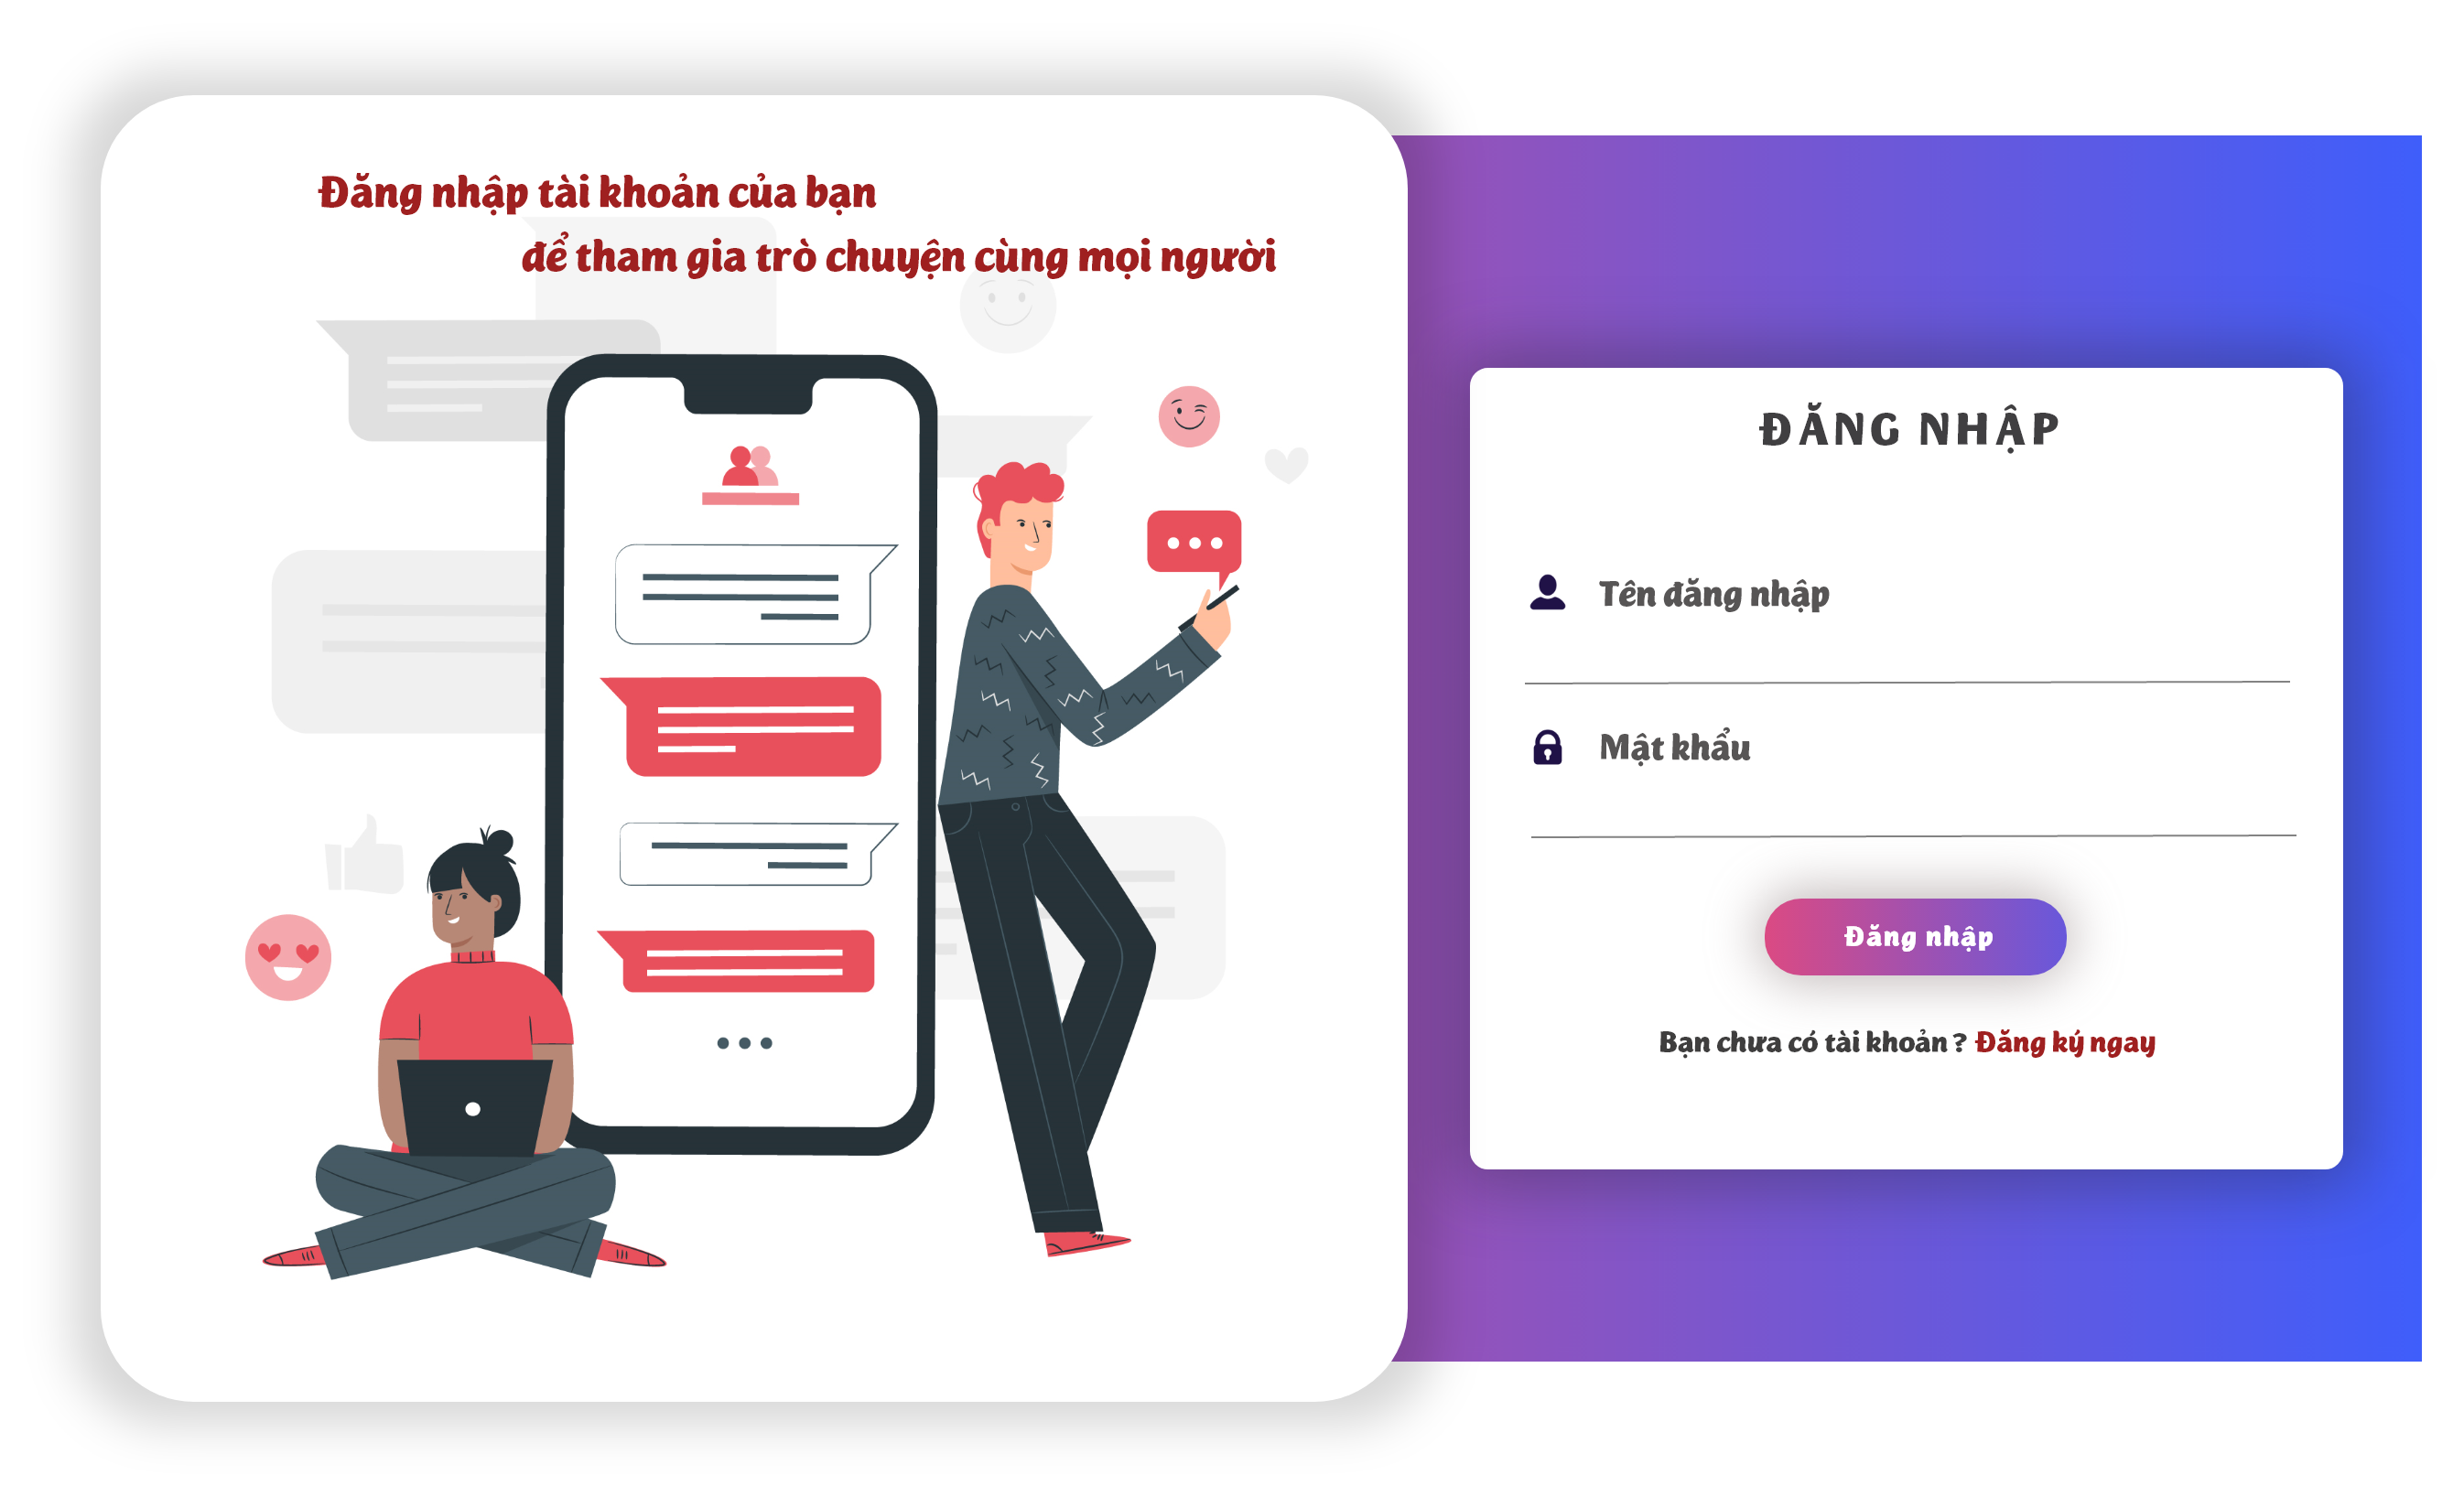 Đăng nhập tài khoản của bạn
để tham gia trò chuyện cùng mọi người
ĐĂNG NHẬP
Tên đăng nhập
Mật khẩu
Đăng nhập
Bạn chưa có tài khoản ? Đăng ký ngay